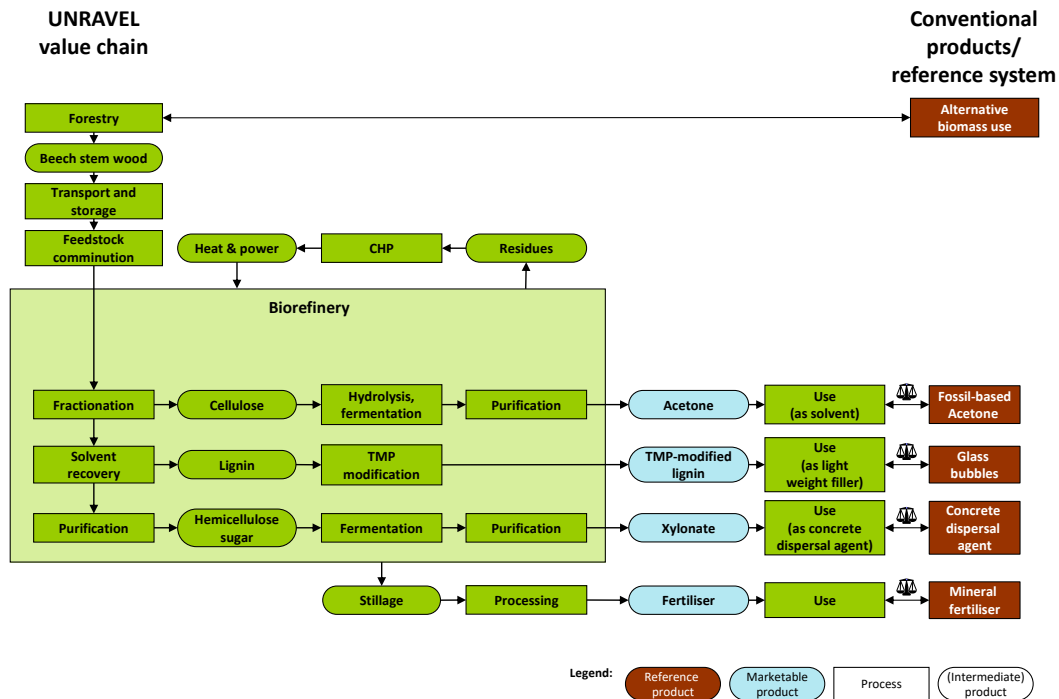 UNRAVEL
value chain
Conventional
products/
reference system
Forestry
Alternative
biomass use
Beech stem wood
Transport and
storage
Feedstock
comminution
Heat & power
CHP
Residues
Biorefinery
Fractionation
Cellulose
Hydrolysis,
fermentation
Purification
Acetone
Use
(as solvent)
Fossil-based
Acetone
Solvent
recovery
Lignin
TMP
modification
TMP-modified
lignin
Use
(as light
weight filler)
Glass
bubbles
Purification
Hemicellulose
sugar
Fermentation
Purification
Xylonate
Use
(as concrete
dispersal agent)
Concrete
dispersal
agent
Stillage
Processing
Fertiliser
Use
Mineral
fertiliser
Legend:
Reference
product
Marketable
product
Process
(Intermediate)
product